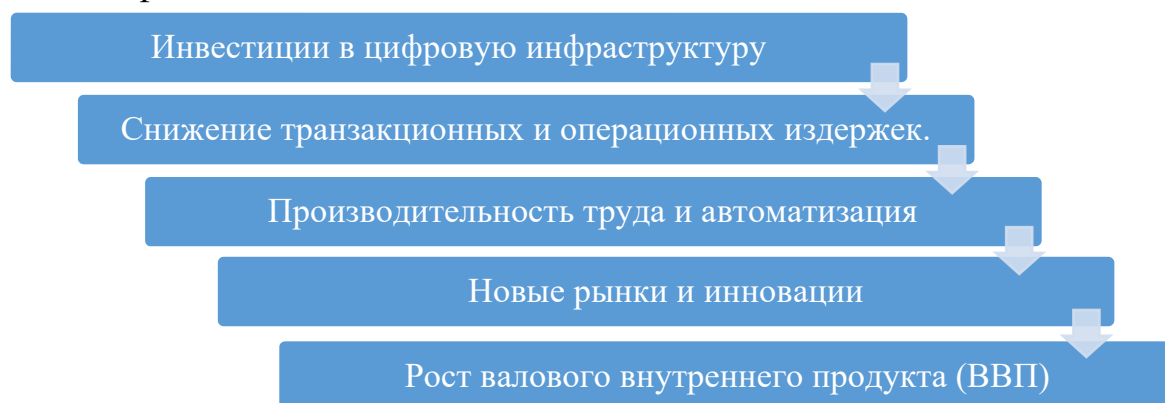 Инвестиции в цифровую инфраструктуру
Снижение транзакционных и операционных издержек.
Производительность труда и автоматизация
Новые рынки и инновации
Рост валового внутреннего продукта (ВВП)